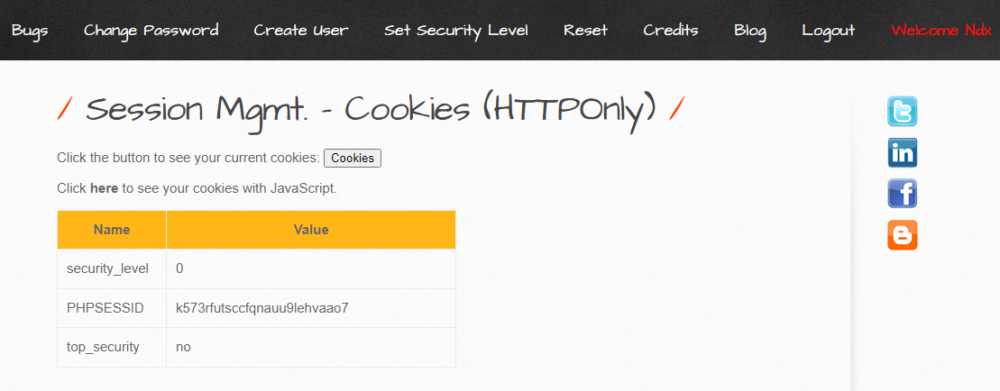 Bugs Change Password Create User Set Security Level Reset Credits Blog Logout Welcome Ndx
/ Session Mgmt. - Cookies (HTTPOnly) /
Click the button to see your current cookies: Cookies
Click here to see your cookies with JavaScript.
Name Value
security_level 0
PHPSESSID k573rfutsccfqnauu9lehvaao7
top_security no